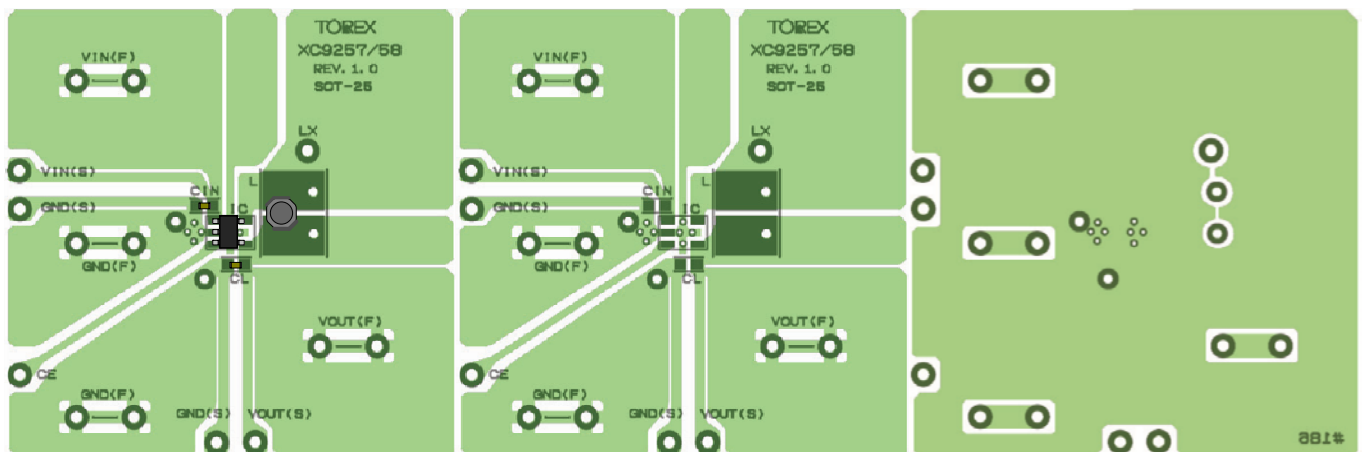 TOREX
XC9257/58
REV. 1. 0
SOT-25
VIN(F)
LX
VIN(S)
L
CIN
GND(S)
IC
GND(F)
CL
VOUT(F)
CE
GND(F)
GND(S)
VOUT(S)
TOREX
XC9257/58
REV. 1. 0
SOT-25
VIN(F)
LX
VIN(S)
L
CIN
GND(S)
IC
GND(F)
CL
VOUT(F)
CE
GND(F)
GND(S)
VOUT(S)
#186